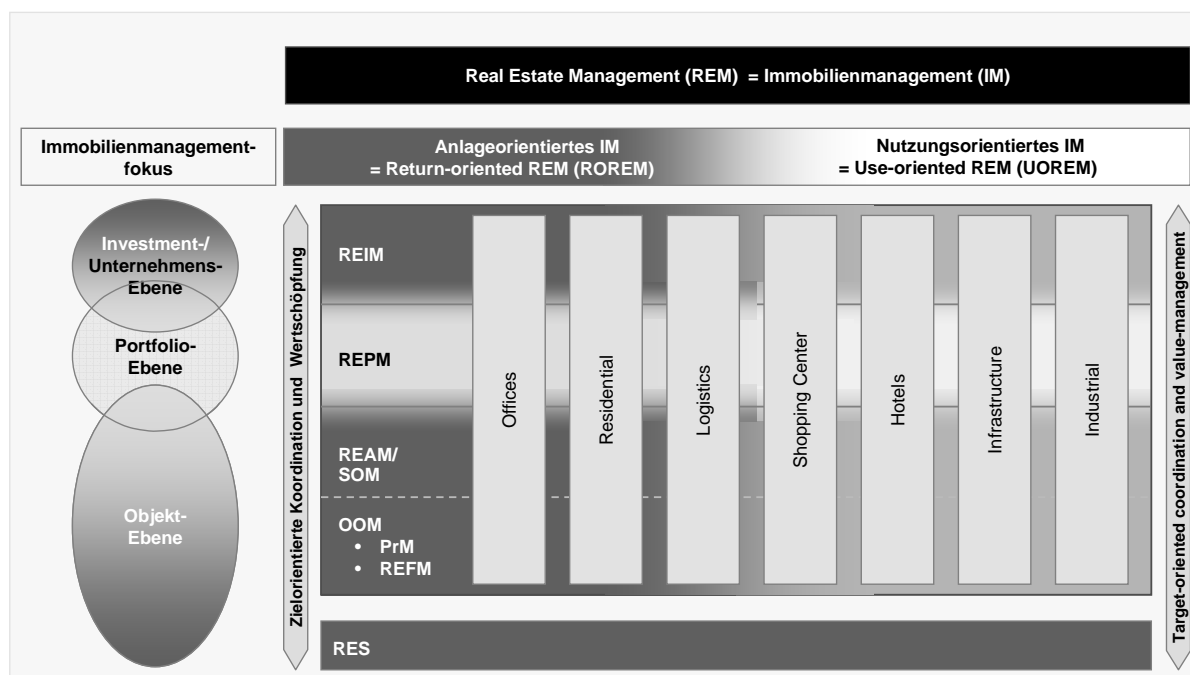 Real Estate Management (REM) = Immobilienmanagement (IM)
Immobilienmanagement-
fokus
Anlageorientiertes IM
= Return-oriented REM (ROREM)
Nutzungsorientiertes IM
= Use-oriented REM (UOREM)
Investment-/
Unternehmens-
Ebene
Portfolio-
Ebene
Objekt-
Ebene
Zielorientierte Koordination und Wertschöpfung
REIM
REPM
REAM/
SOM
OOM
• PrM
• REFM
Offices
Residential
Logistics
Shopping Center
Hotels
Infrastructure
Industrial
Target-oriented coordination and value-management
RES